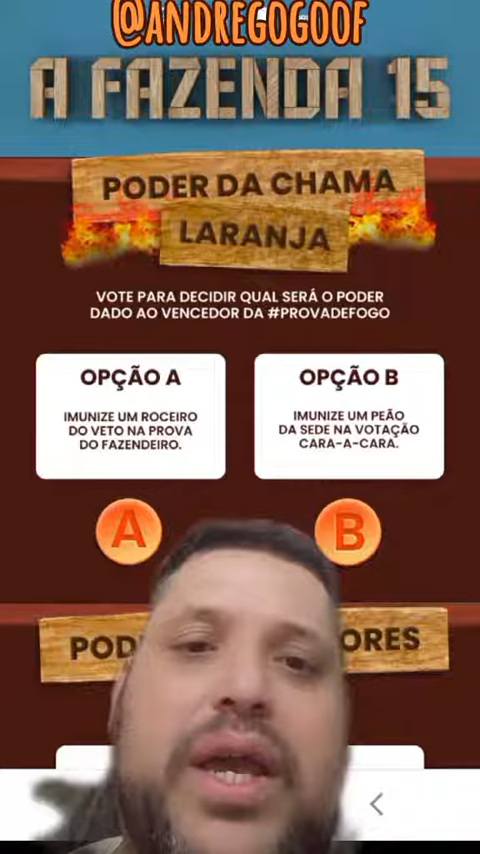 @ANDREGOGOOF
A FAZENDA 15
PODER DA CHAMA
LARANJA
VOTE PARA DECIDIR QUAL SERÁ O PODER
DADO AO VENCEDOR DA #PROVADEFOGO
OPÇÃO A
IMUNIZE UM ROCEIRO
DO VETO NA PROVA
DO FAZENDEIRO.
OPÇÃO B
IMUNIZE UM PEÃO
DA SEDE NA VOTAÇÃO
CARA-A-CARA.
A
B